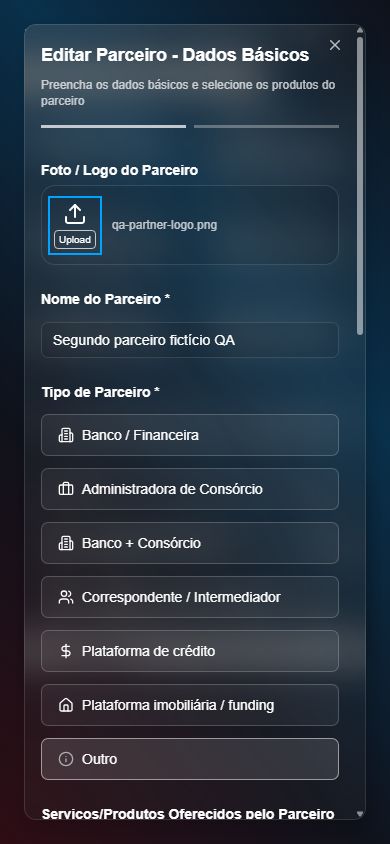 Editar Parceiro - Dados Básicos
Preencha os dados básicos e selecione os produtos do
parceiro
Foto / Logo do Parceiro
Upload
qa-partner-logo.png
Nome do Parceiro *
Segundo parceiro fictício QA
Tipo de Parceiro *
Banco / Financeira
Administradora de Consórcio
Banco + Consórcio
Correspondente / Intermediador
Plataforma de crédito
Plataforma imobiliária / funding
Outro
Serviços/Produtos Oferecidos pelo Parceiro